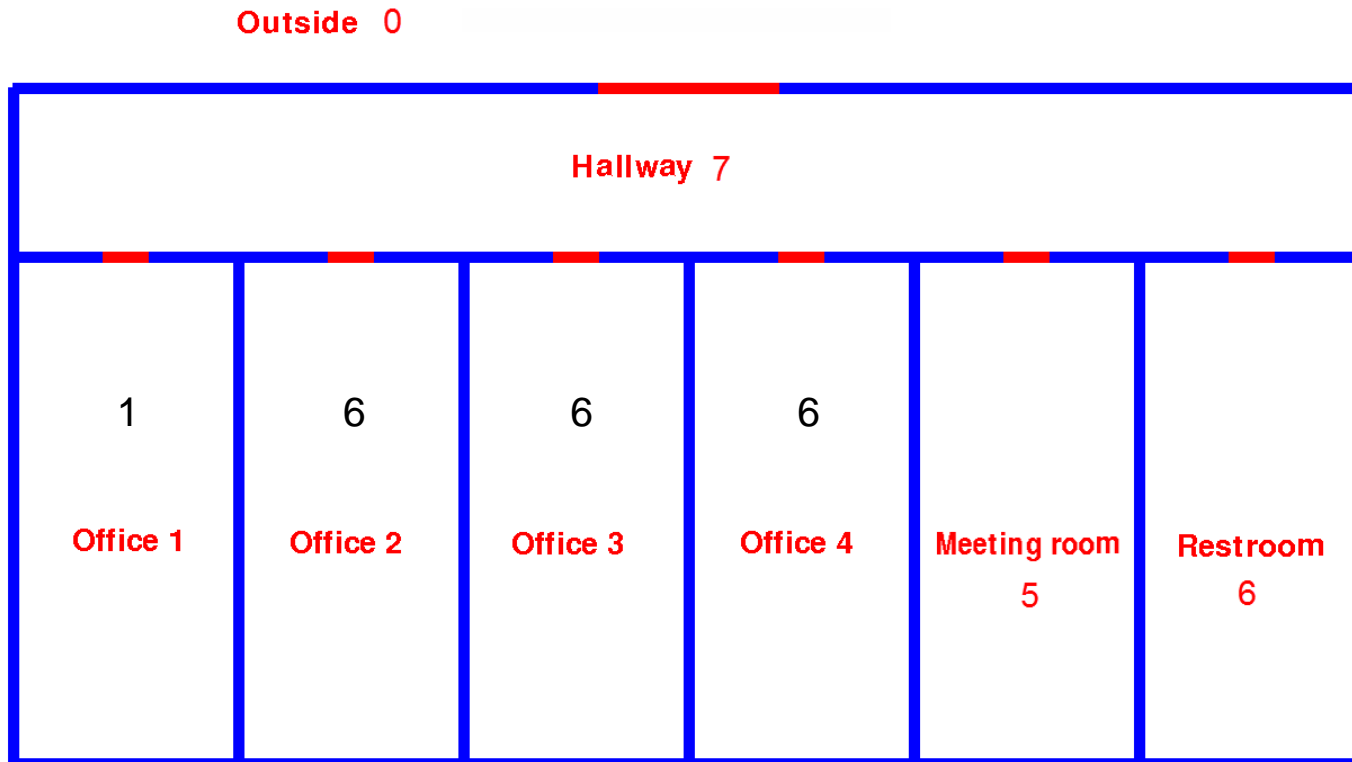 Outside 0
Hallway 7
1 6 6 6
Office 1 Office 2 Office 3 Office 4 Meeting room Restroom
5 6